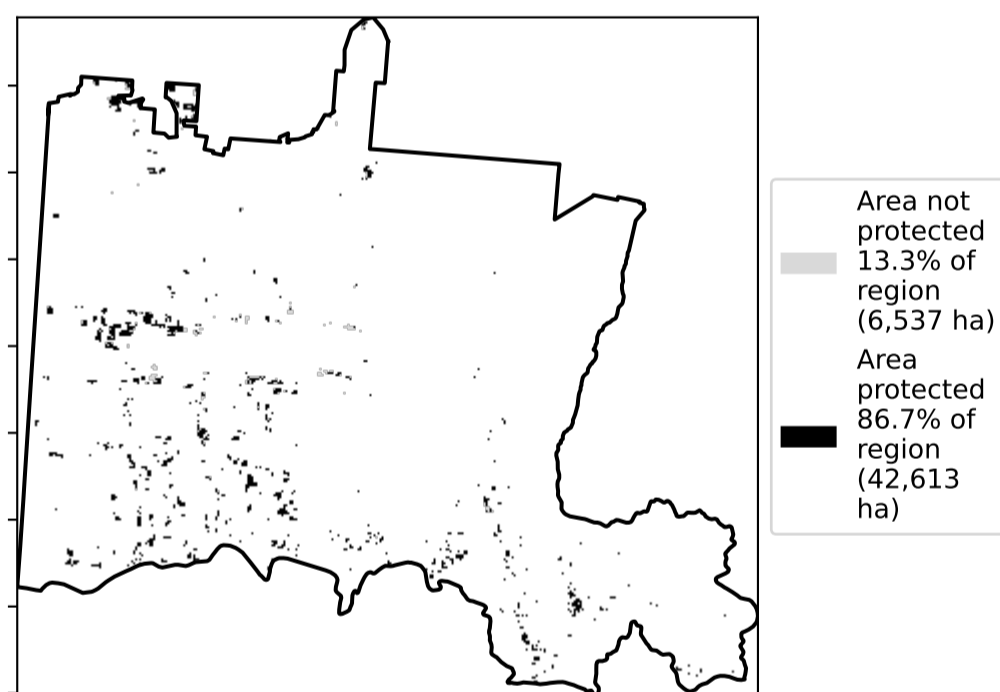 Area not
protected
13.3% of
region
(6,537 ha)
Area
protected
86.7% of
region
(42,613
ha)